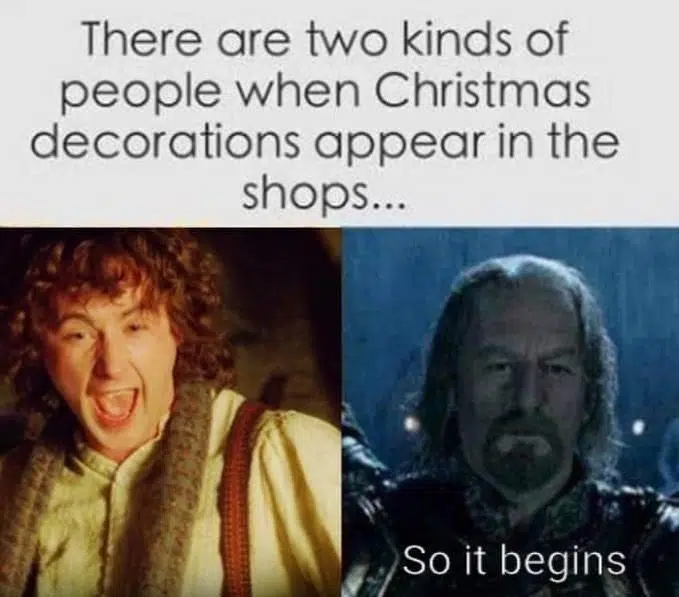 There are two kinds of
people when Christmas
decorations appear in the
shops...
So it begins